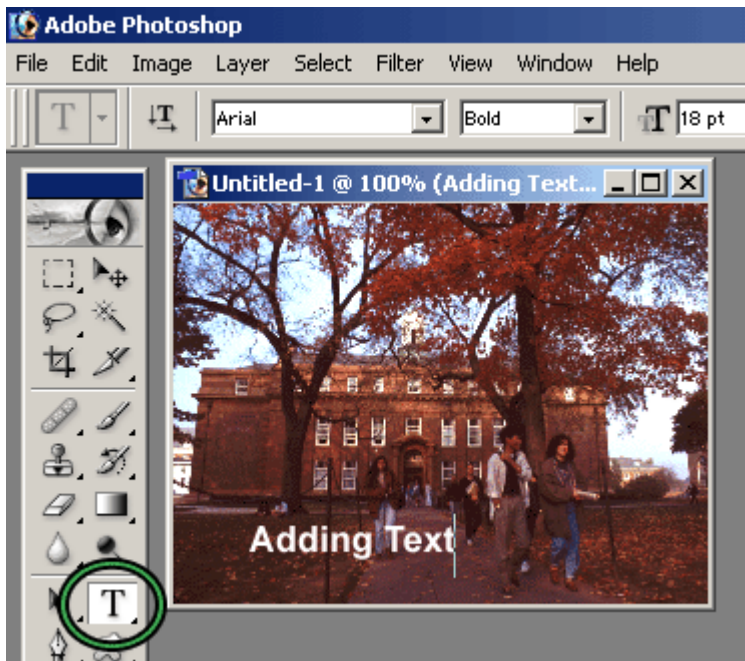 Adobe Photoshop
File Edit Image Layer Select Filter View Window Help
T T Arial Bold T 18 pt
Untitled-1 @ 100% (Adding Text...
Adding Text
T